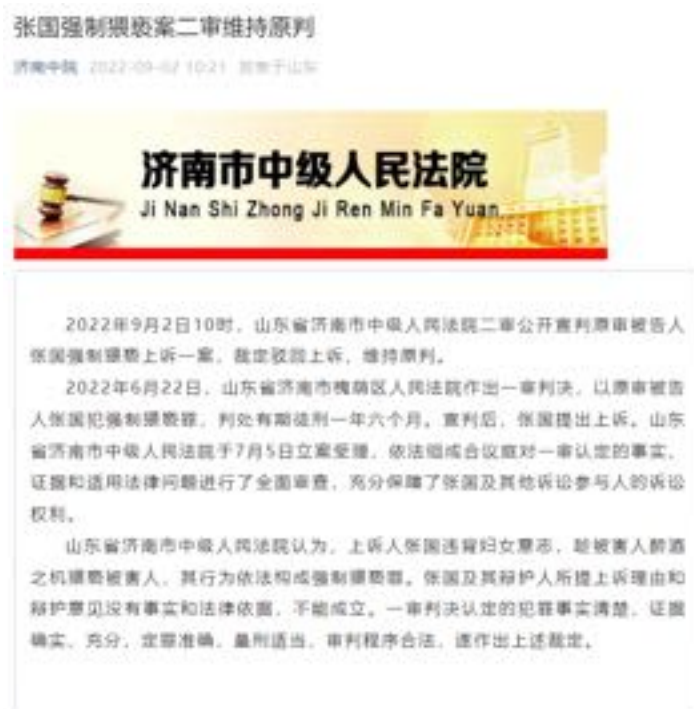 张国强制猥亵案二审维持原判
济南中院 2022-09-02 10:21 发表于山东
济南市中级人民法院
Ji Nan Shi Zhong Ji Ren Min Fa Yuan
2022年9月2日10时，山东省济南市中级人民法院二审公开宣判原审被告人
张国强制猥亵上诉一案，裁定驳回上诉，维持原判。
2022年6月22日，山东省济南市槐荫区人民法院作出一审判决，以原审被告
人张国犯强制猥亵罪，判处有期徒刑一年六个月。宣判后，张国提出上诉。山东
省济南市中级人民法院于7月5日立案受理，依法组成合议庭对一审认定的事实、
证据和适用法律问题进行了全面审查，充分保障了张国及其他诉讼参与人的诉讼
权利。
山东省济南市中级人民法院认为，上诉人张国违背妇女意志，趁被害人醉酒
之机猥亵被害人，其行为依法构成强制猥亵罪。张国及其辩护人所提上诉理由和
辩护意见没有事实和法律依据，不能成立。一审判决认定的犯罪事实清楚，证据
确实、充分，定罪准确，量刑适当，审判程序合法，遂作出上述裁定。